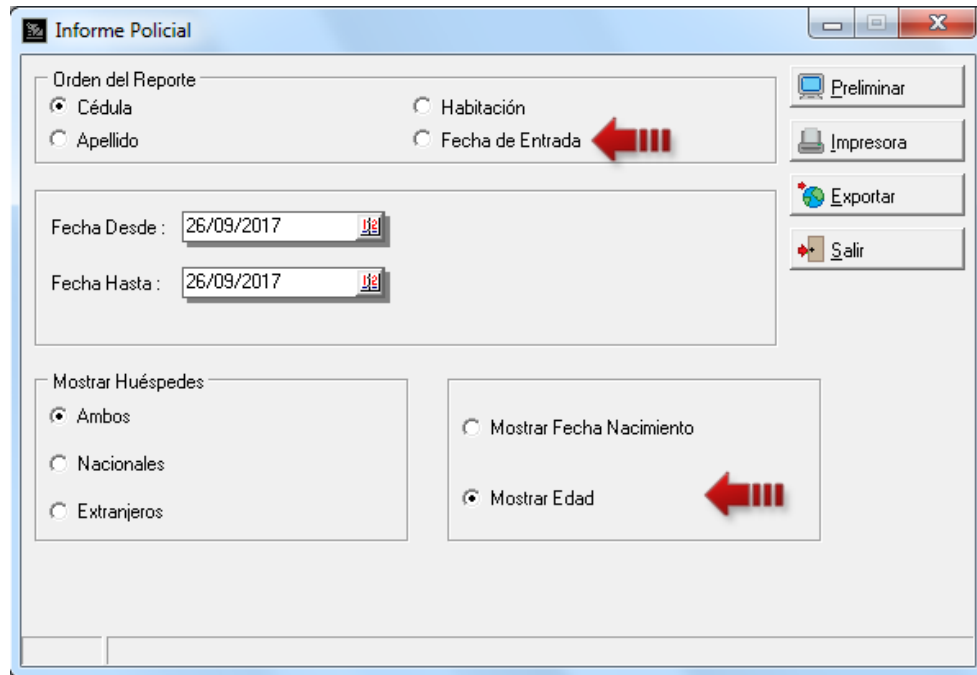 Informe Policial
Orden del Reporte
Cédula
Habitación
Apellido
Fecha de Entrada
Preliminar
Impresora
Exportar
Salir
Fecha Desde :
26/09/2017
Fecha Hasta :
26/09/2017
Mostrar Huéspedes
Ambos
Nacionales
Extranjeros
Mostrar Fecha Nacimiento
Mostrar Edad